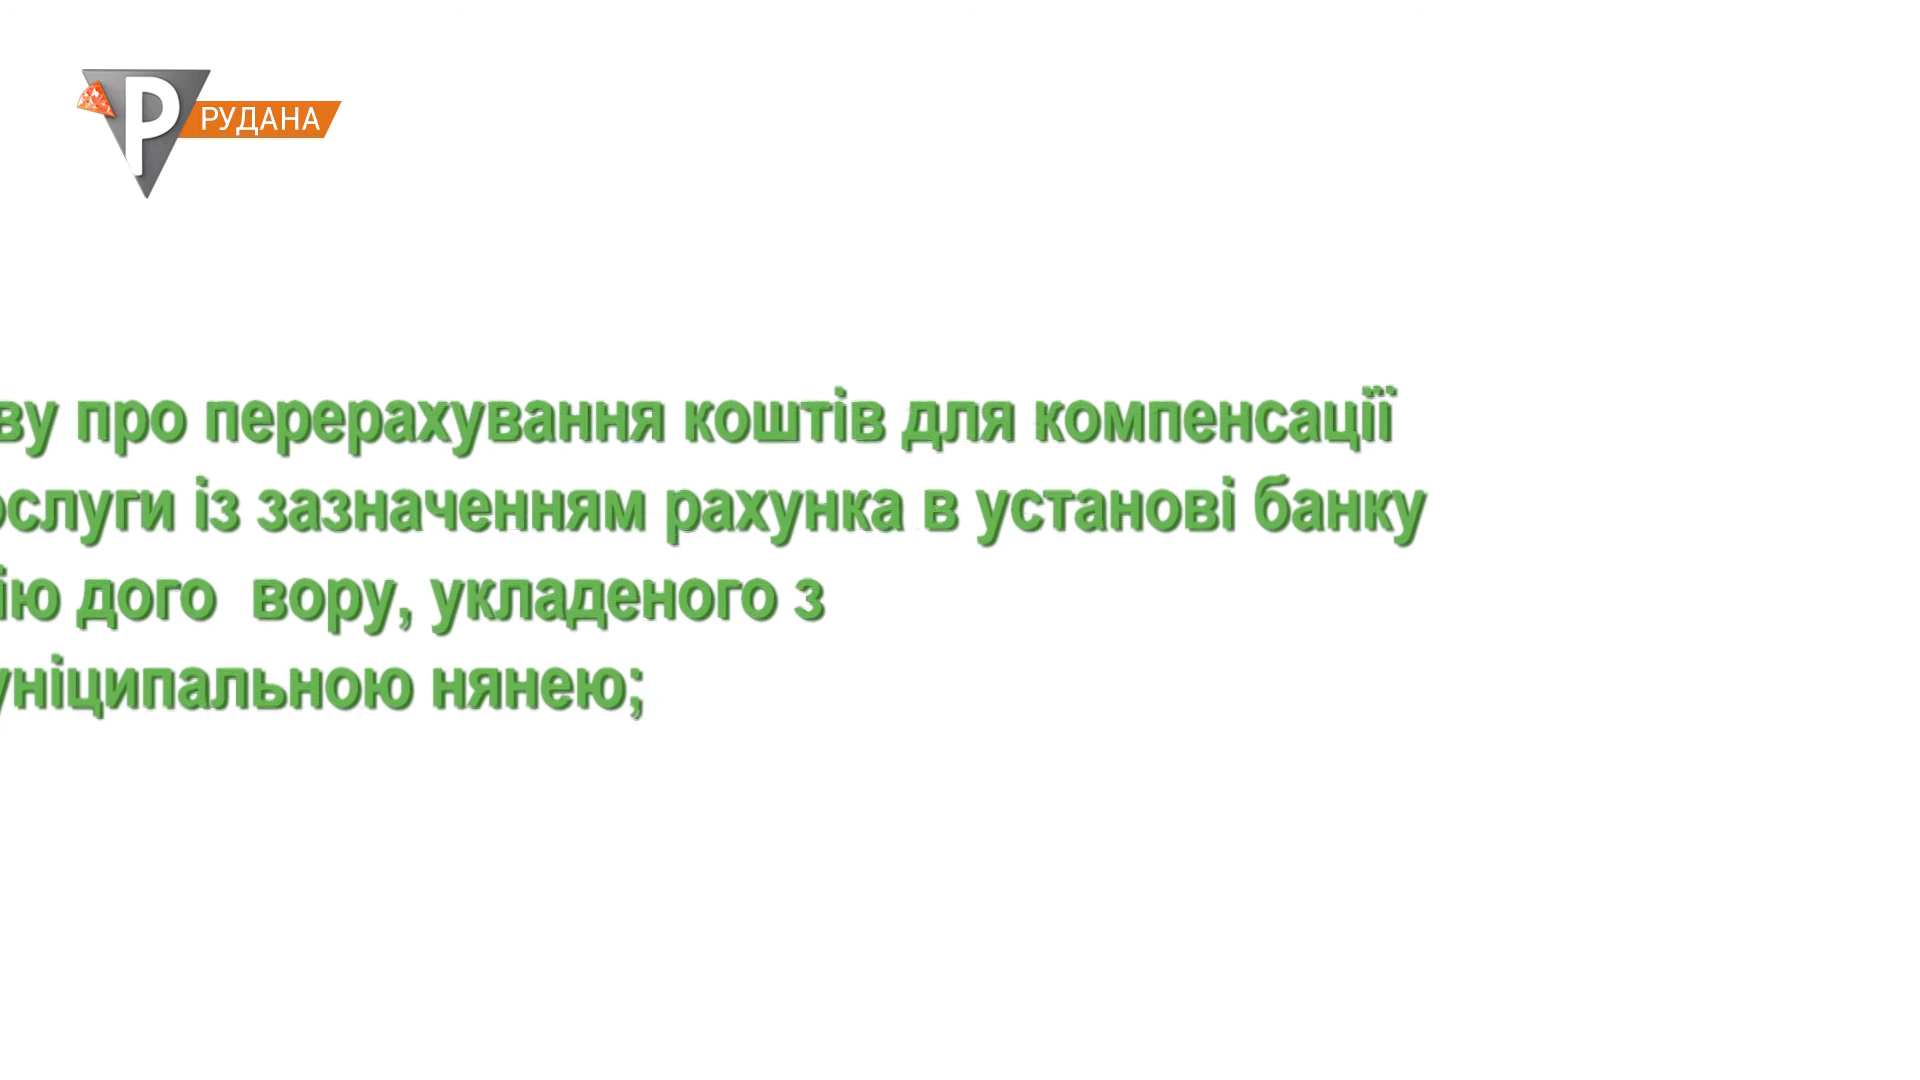 Р РУДАНА
ву про перерахування коштів для компенсації
ослуги із зазначенням рахунка в установі банку
ію дого  вору, укладеного з
уніципальною нянею;